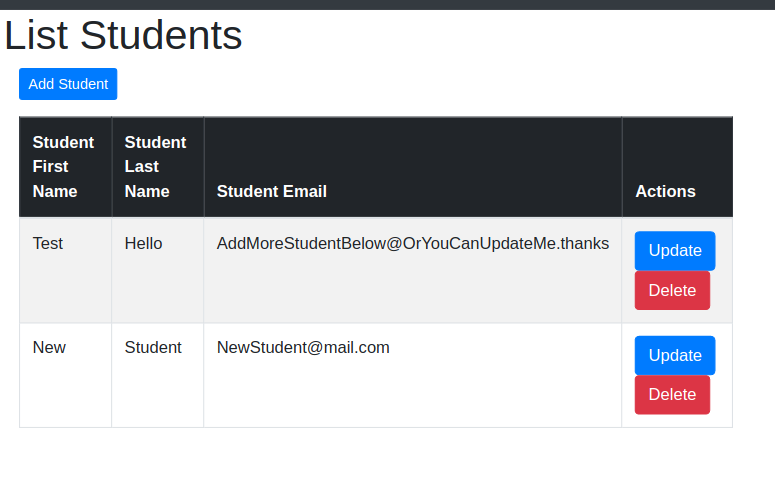 List Students
Add Student
Student First Name
Student Last Name
Student Email
Actions
Test Hello AddMoreStudentBelow@OrYouCanUpdateMe.thanks Update
Delete
New Student NewStudent@mail.com Update
Delete